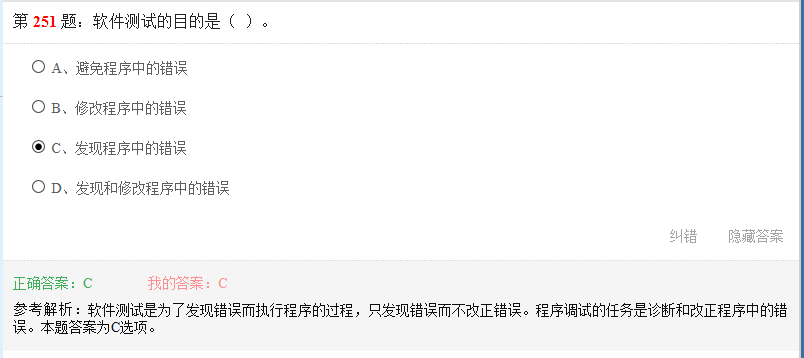 第 251 题：软件测试的目的是（ ）。
A、避免程序中的错误
B、修改程序中的错误
C、发现程序中的错误
D、发现和修改程序中的错误
纠错 隐藏答案
正确答案：C 我的答案：C
参考解析：软件测试是为了发现错误而执行程序的过程，只发现错误而不改正错误。程序调试的任务是诊断和改正程序中的错
误。本题答案为C选项。